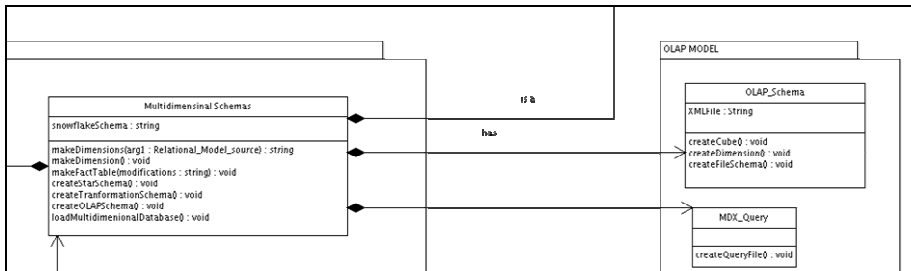 OLAP MODEL
Multidimensinal Schemas
snowflakeSchema : string
makeDimensions(arg1 : Relational_Model_source) : string
makeDimension() : void
makeFactTable(modifications : string) : void
createStarSchema() : void
createTranformationSchema() : void
createOLAPSchema() : void
loadMultidimenionalDatabase() : void
is a
has
OLAP_Schema
XMLFile : String
createCube() : void
createDimension() : void
createFileSchema() : void
MDX_Query
createQueryFile() : void